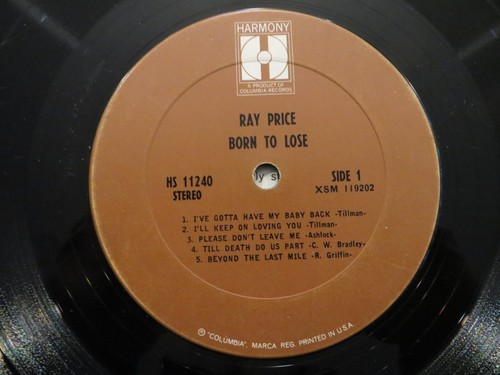 HARMONY
H
A PRODUCT OF
COLUMBIA RECORDS
RAY PRICE
BORN TO LOSE
HS 11240
STEREO
SIDE 1
XSM 119202
1. I'VE GOTTA HAVE MY BABY BACK -Tillman-
2. I'LL KEEP ON LOVING YOU -Tillman-
3. PLEASE DON'T LEAVE ME -Ashlock-
4. TILL DEATH DO US PART -C. W. Bradley-
5. BEYOND THE LAST MILE -R. Griffin-
℗ "COLUMBIA". MARCA REG. PRINTED IN U.S.A.